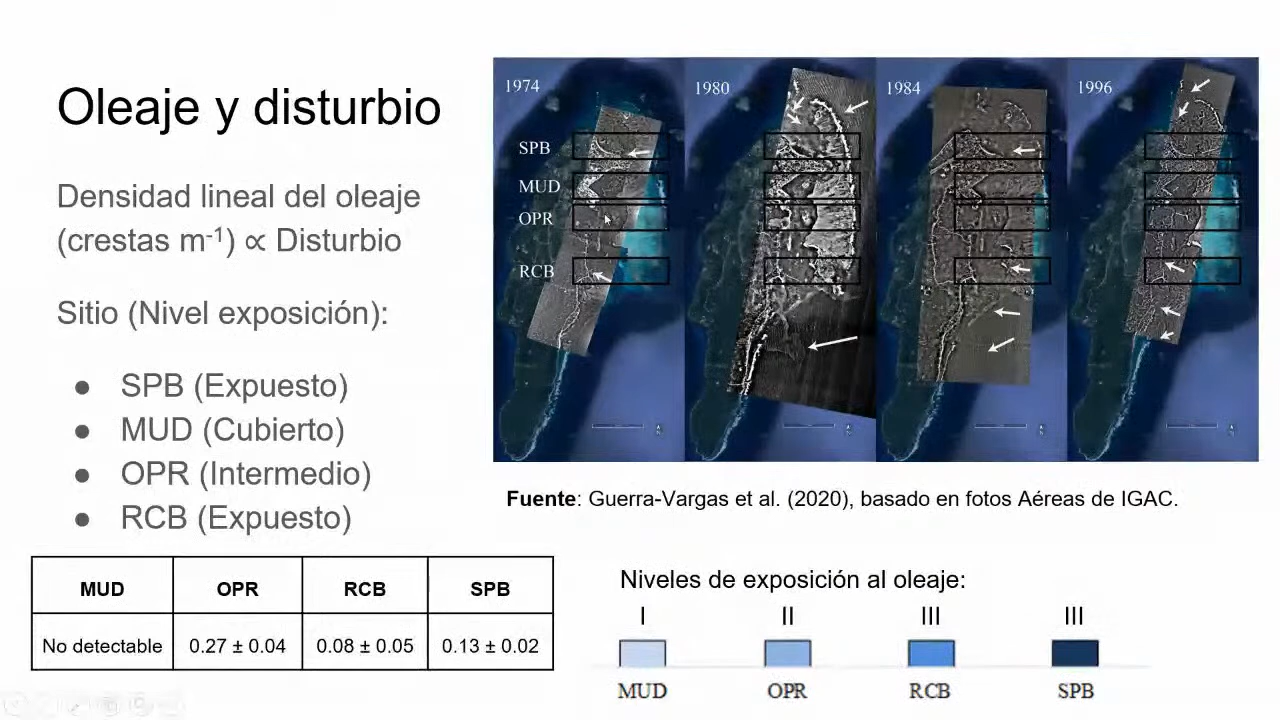 Oleaje y disturbio
Densidad lineal del oleaje
(crestas m-1) ∝ Disturbio
Sitio (Nivel exposición):
● SPB (Expuesto)
● MUD (Cubierto)
● OPR (Intermedio)
● RCB (Expuesto)
1974 1980 1984 1996
SPB
MUD
OPR
RCB
Fuente: Guerra-Vargas et al. (2020), basado en fotos Aéreas de IGAC.
MUD OPR RCB SPB
No detectable 0.27 ± 0.04 0.08 ± 0.05 0.13 ± 0.02
Niveles de exposición al oleaje:
I II III III
MUD OPR RCB SPB